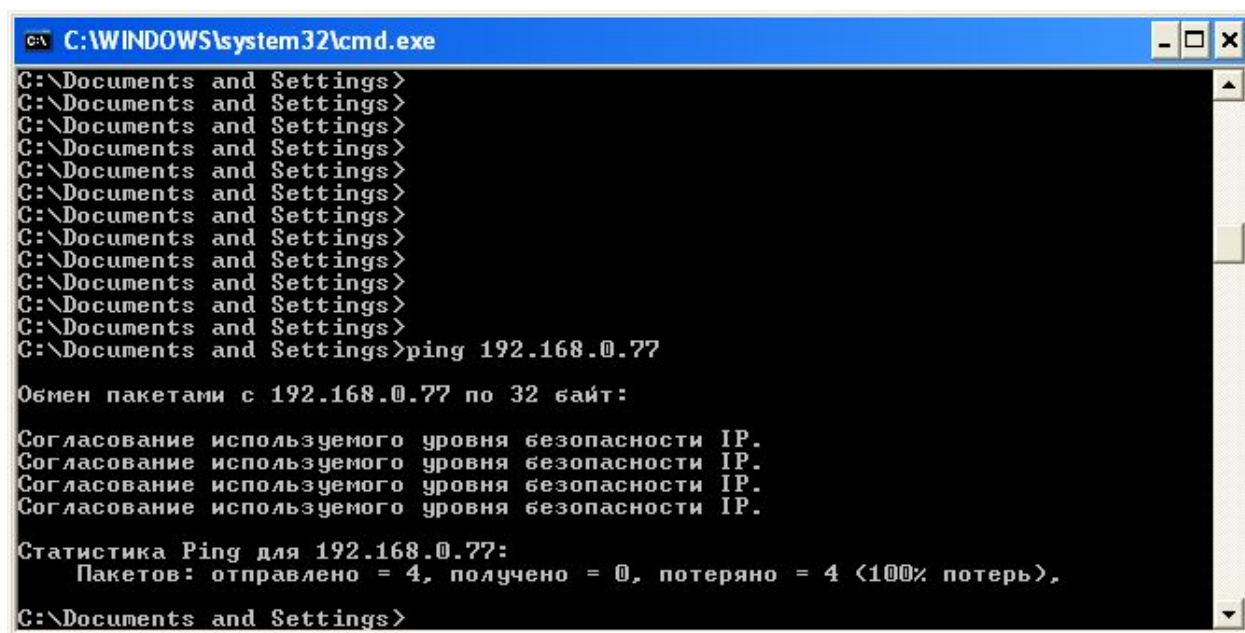 C:\WINDOWS\system32\cmd.exe
C:\Documents and Settings>
C:\Documents and Settings>
C:\Documents and Settings>
C:\Documents and Settings>
C:\Documents and Settings>
C:\Documents and Settings>
C:\Documents and Settings>
C:\Documents and Settings>
C:\Documents and Settings>
C:\Documents and Settings>
C:\Documents and Settings>
C:\Documents and Settings>
C:\Documents and Settings>ping 192.168.0.77
Обмен пакетами с 192.168.0.77 по 32 байт:
Согласование используемого уровня безопасности IP.
Согласование используемого уровня безопасности IP.
Согласование используемого уровня безопасности IP.
Согласование используемого уровня безопасности IP.
Статистика Ping для 192.168.0.77:
Пакетов: отправлено = 4, получено = 0, потеряно = 4 (100% потерь),
C:\Documents and Settings>